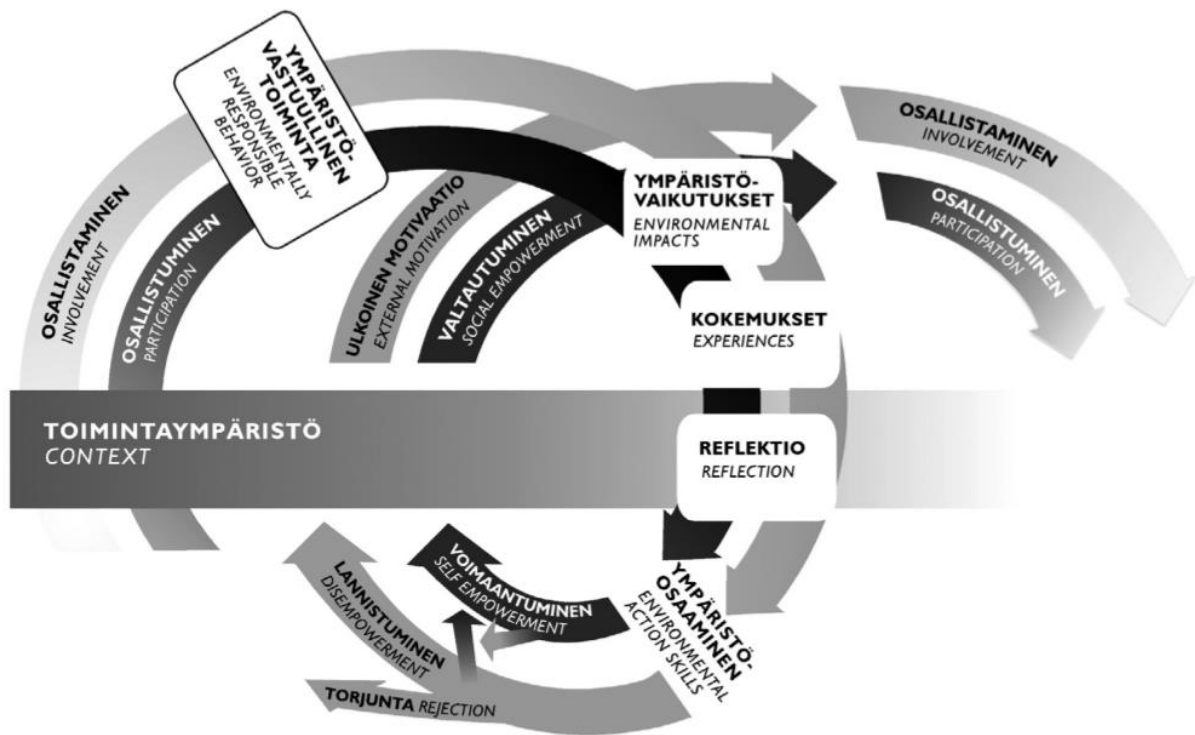 YMPÄRISTÖ-
VASTUULLINEN
TOIMINTA
ENVIRONMENTALLY
RESPONSIBLE
BEHAVIOR
OSALLISTAMINEN
INVOLVEMENT
OSALLISTUMINEN
PARTICIPATION
ULKOINEN MOTIVAATIO
EXTERNAL MOTIVATION
VALTAUTUMINEN
SOCIAL EMPOWERMENT
YMPÄRISTÖ-
VAIKUTUKSET
ENVIRONMENTAL
IMPACTS
OSALLISTAMINEN
INVOLVEMENT
OSALLISTUMINEN
PARTICIPATION
KOKEMUKSET
EXPERIENCES
TOIMINTAYMPÄRISTÖ
CONTEXT
REFLEKTIO
REFLECTION
YMPÄRISTÖ-
OSAAMINEN
ENVIRONMENTAL
ACTION SKILLS
VOIMAANTUMINEN
SELF EMPOWERMENT
LANNISTUMINEN
DISEMPOWERMENT
TORJUNTA REJECTION